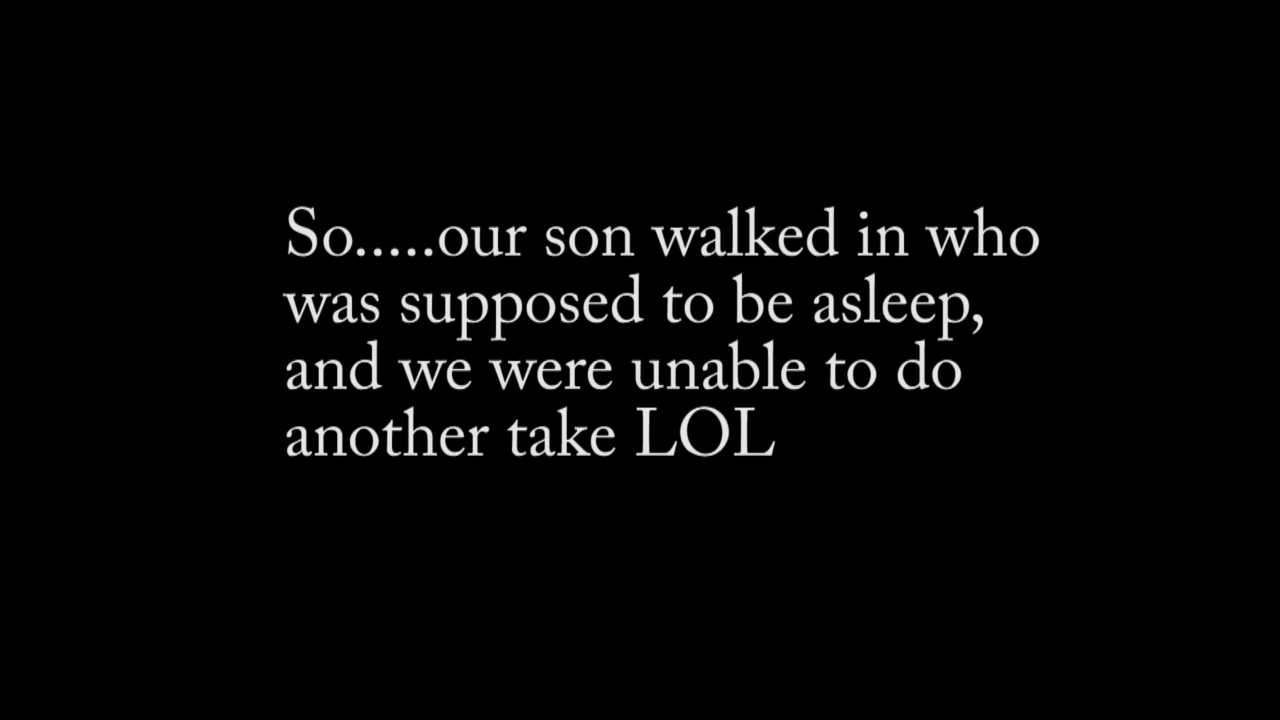 So.....our son walked in who
was supposed to be asleep,
and we were unable to do
another take LOL